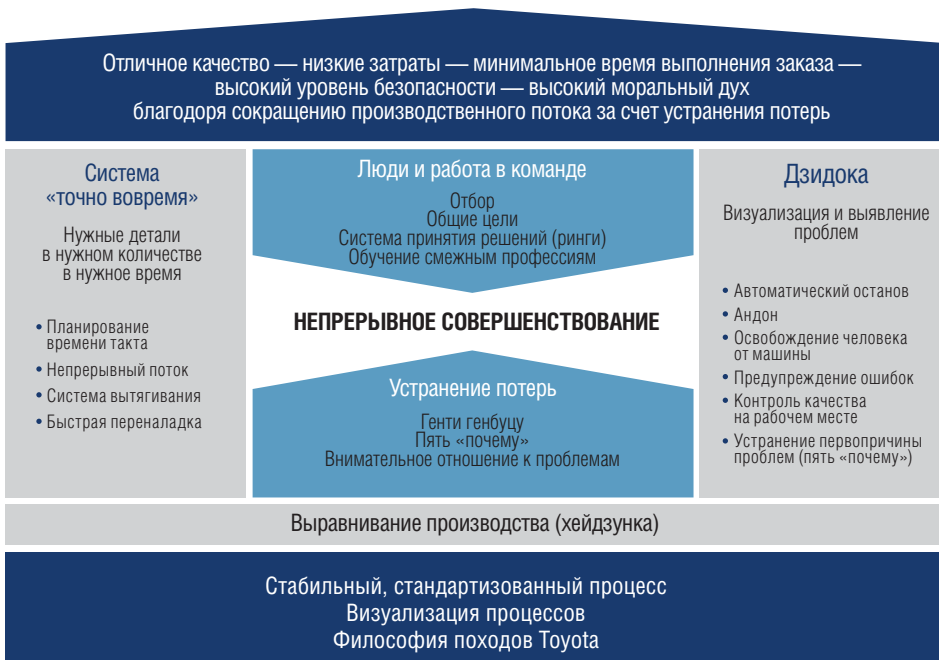 Отличное качество — низкие затраты — минимальное время выполнения заказа —
высокий уровень безопасности — высокий моральный дух
благодоря сокращению производственного потока за счет устранения потерь
Система
«точно вовремя»
Нужные детали
в нужном количестве
в нужное время
• Планирование
времени такта
• Непрерывный поток
• Система вытягивания
• Быстрая переналадка
Люди и работа в команде
Отбор
Общие цели
Система принятия решений (ринги)
Обучение смежным профессиям
НЕПРЕРЫВНОЕ СОВЕРШЕНСТВОВАНИЕ
Устранение потерь
Генти генбуцу
Пять «почему»
Внимательное отношение к проблемам
Дзидока
Визуализация и выявление
проблем
• Автоматический останов
• Андон
• Освобождение человека
от машины
• Предупреждение ошибок
• Контроль качества
на рабочем месте
• Устранение первопричины
проблем (пять «почему»)
Выравнивание производства (хейдзунка)
Стабильный, стандартизованный процесс
Визуализация процессов
Философия походов Toyota